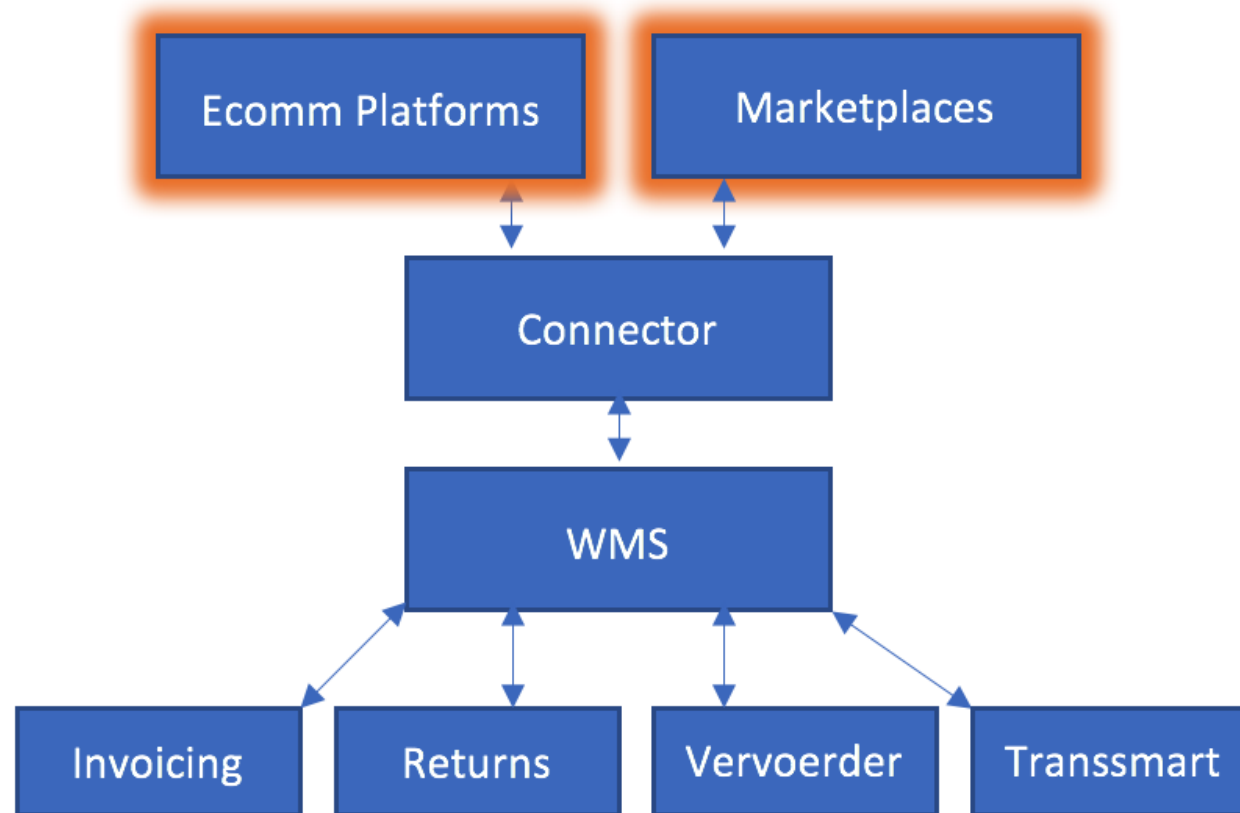 Ecomm Platforms
Marketplaces
Connector
WMS
Invoicing
Returns
Vervoerder
Transsmart